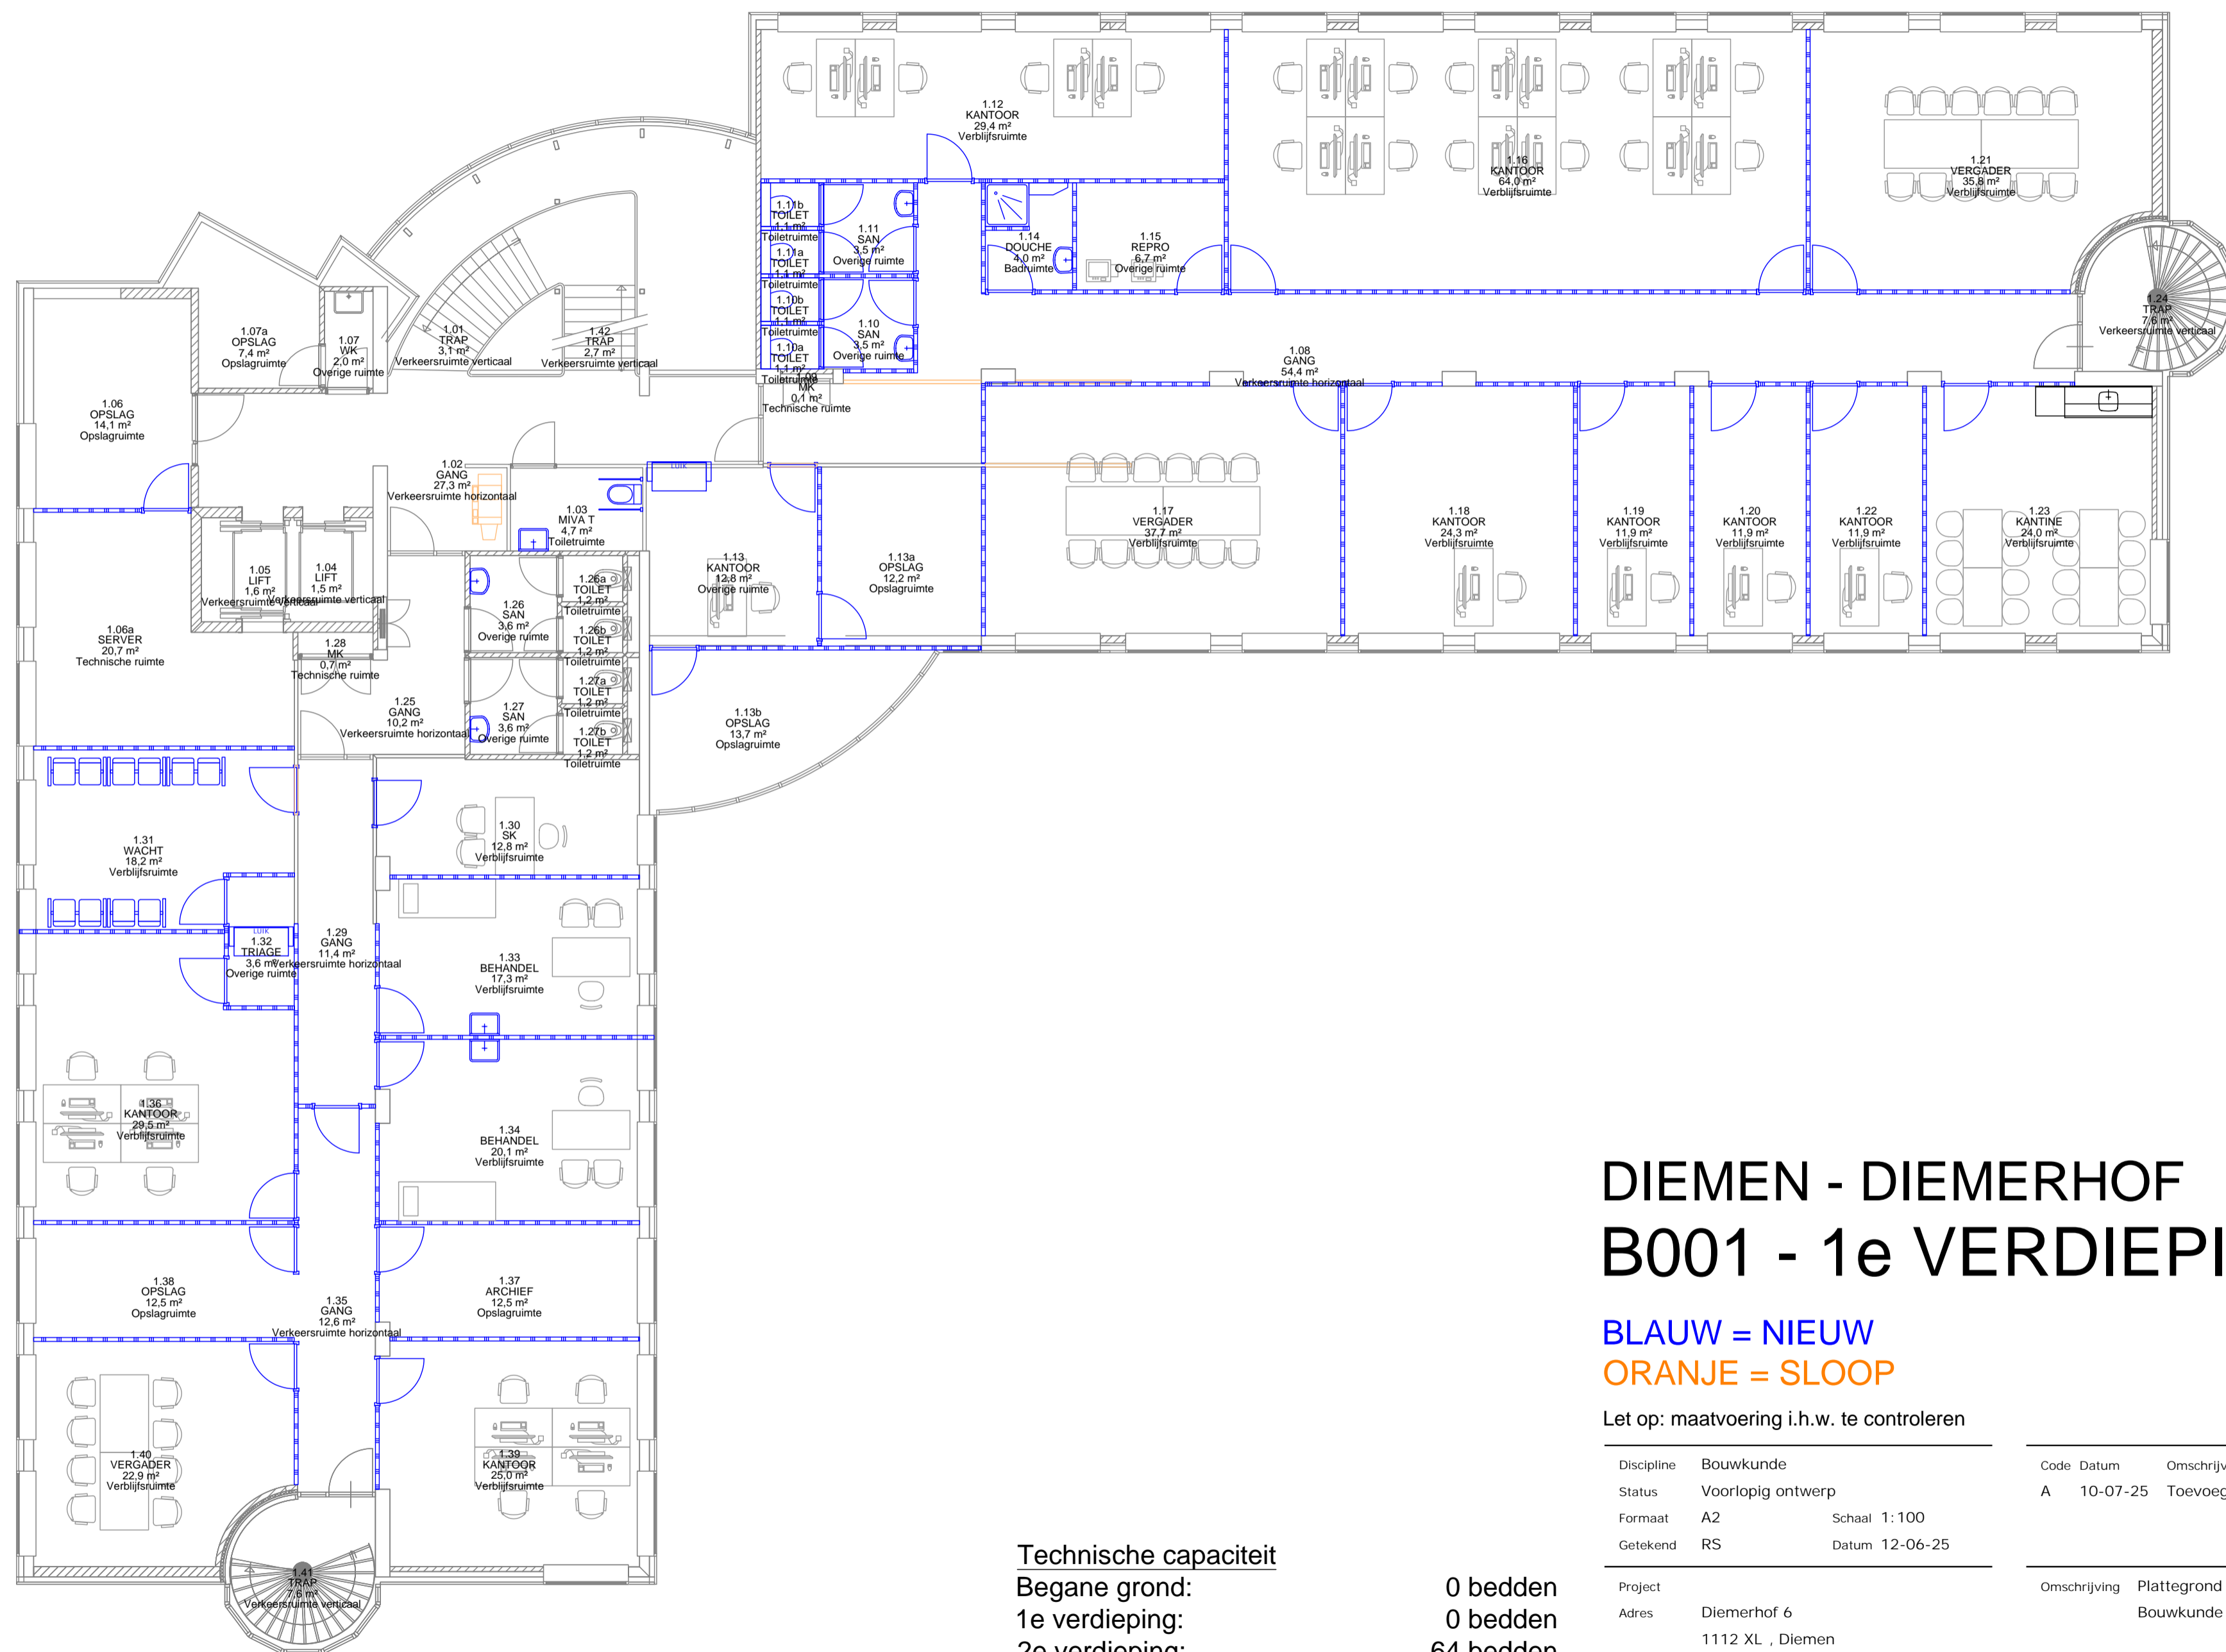 1.12
KANTOOR
29,4 m²
Verblijfsruimte
1.16
KANTOOR
64,0 m²
Verblijfsruimte
1.21
VERGADER
35,8 m²
Verblijfsruimte
1.11b
TOILET
1,1 m²
Toiletruimte
1.11a
TOILET
1,1 m²
Toiletruimte
1.11
SAN
3,5 m²
Overige ruimte
1.14
DOUCHE
4,0 m²
Badruimte
1.15
REPRO
6,7 m²
Overige ruimte
1.10b
TOILET
1,1 m²
Toiletruimte
1.10a
TOILET
1,1 m²
Toiletruimte
1.10
SAN
3,5 m²
Overige ruimte
1.09
MK
0,1 m²
Technische ruimte
1.24
TRAP
7,6 m²
Verkeersruimte verticaal
1.07a
OPSLAG
7,4 m²
Opslagruimte
1.07
WK
2,0 m²
Overige ruimte
1.01
TRAP
3,1 m²
Verkeersruimte verticaal
1.42
TRAP
2,7 m²
Verkeersruimte verticaal
1.08
GANG
54,4 m²
Verkeersruimte horizontaal
1.06
OPSLAG
14,1 m²
Opslagruimte
1.02
GANG
27,3 m²
Verkeersruimte horizontaal
LUIK
1.03
MIVA T
4,7 m²
Toiletruimte
1.13
KANTOOR
12,8 m²
Overige ruimte
1.13a
OPSLAG
12,2 m²
Opslagruimte
1.17
VERGADER
37,7 m²
Verblijfsruimte
1.18
KANTOOR
24,3 m²
Verblijfsruimte
1.19
KANTOOR
11,9 m²
Verblijfsruimte
1.20
KANTOOR
11,9 m²
Verblijfsruimte
1.22
KANTOOR
11,9 m²
Verblijfsruimte
1.23
KANTINE
24,0 m²
Verblijfsruimte
1.05
LIFT
1,6 m²
Verkeersruimte verticaal
1.04
LIFT
1,5 m²
Verkeersruimte verticaal
1.26
SAN
3,6 m²
Overige ruimte
1.26a
TOILET
1,2 m²
Toiletruimte
1.26b
TOILET
1,2 m²
Toiletruimte
1.06a
SERVER
20,7 m²
Technische ruimte
1.28
MK
0,7 m²
Technische ruimte
1.25
GANG
10,2 m²
Verkeersruimte horizontaal
1.27
SAN
3,6 m²
Overige ruimte
1.27a
TOILET
1,2 m²
Toiletruimte
1.27b
TOILET
1,2 m²
Toiletruimte
1.13b
OPSLAG
13,7 m²
Opslagruimte
1.31
WACHT
18,2 m²
Verblijfsruimte
1.30
SK
12,8 m²
Verblijfsruimte
LUIK
1.32
TRIAGE
3,6 m²
Overige ruimte
1.29
GANG
11,4 m²
Verkeersruimte horizontaal
1.33
BEHANDEL
17,3 m²
Verblijfsruimte
1.36
KANTOOR
29,5 m²
Verblijfsruimte
1.34
BEHANDEL
20,1 m²
Verblijfsruimte
1.38
OPSLAG
12,5 m²
Opslagruimte
1.35
GANG
12,6 m²
Verkeersruimte horizontaal
1.37
ARCHIEF
12,5 m²
Opslagruimte
1.40
VERGADER
22,9 m²
Verblijfsruimte
1.39
KANTOOR
25,0 m²
Verblijfsruimte
1.41
TRAP
7,6 m²
Verkeersruimte verticaal
DIEMEN - DIEMERHOF
B001 - 1e VERDIEPI
BLAUW = NIEUW
ORANJE = SLOOP
Let op: maatvoering i.h.w. te controleren
Discipline Bouwkunde
Status Voorlopig ontwerp
Formaat A2 Schaal 1:100
Getekend RS Datum 12-06-25
Project
Adres Diemerhof 6
1112 XL , Diemen
Code Datum Omschrijv
A 10-07-25 Toevoeg
Omschrijving Plattegrond
Bouwkunde
Technische capaciteit
Begane grond: 0 bedden
1e verdieping: 0 bedden
2e verdieping: 64 bedden